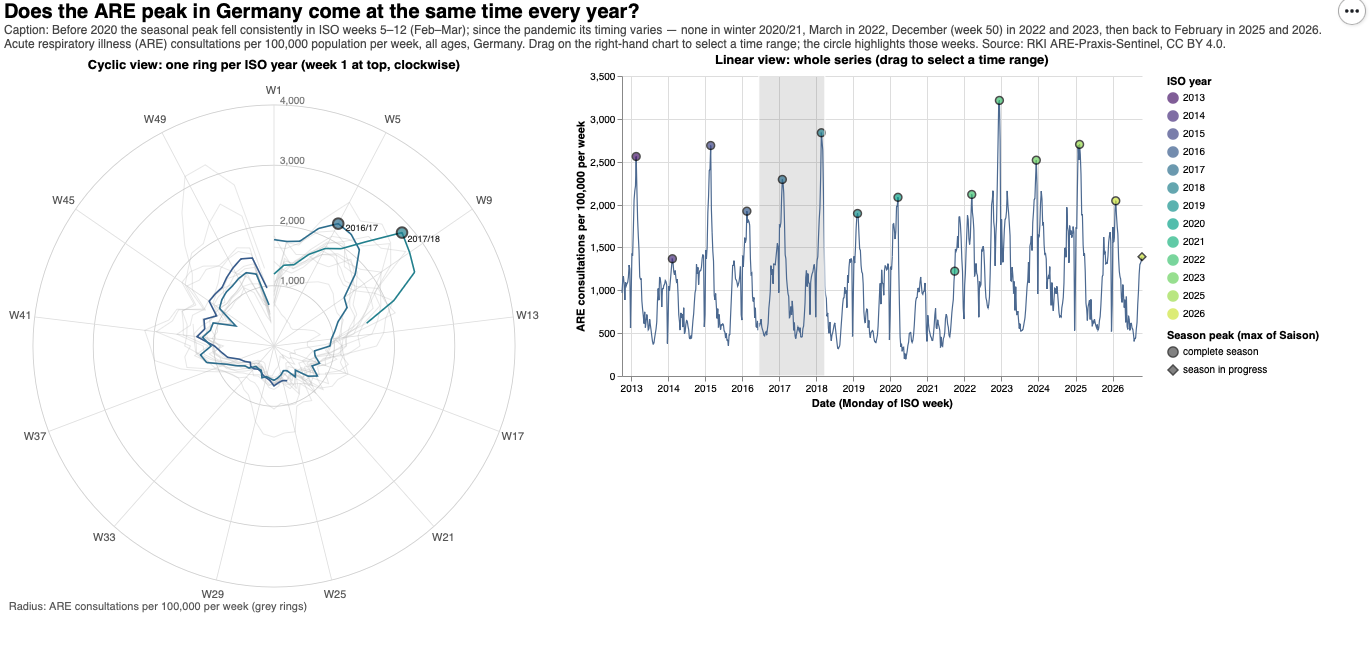 Does the ARE peak in Germany come at the same time every year?
Caption: Before 2020 the seasonal peak fell consistently in ISO weeks 5–12 (Feb–Mar); since the pandemic its timing varies — none in winter 2020/21, March in 2022, December (week 50) in 2022 and 2023, then back to February in 2025 and 2026.
Acute respiratory illness (ARE) consultations per 100,000 population per week, all ages, Germany. Drag on the right-hand chart to select a time range; the circle highlights those weeks. Source: RKI ARE-Praxis-Sentinel, CC BY 4.0.
Cyclic view: one ring per ISO year (week 1 at top, clockwise)
W1
4,000
W49
W5
3,000
W45
W9
2,000
2016/17
2017/18
1,000
W41
W13
W37
W17
W33
W21
W29
W25
Radius: ARE consultations per 100,000 per week (grey rings)
Linear view: whole series (drag to select a time range)
ARE consultations per 100,000 per week
3,500
3,000
2,500
2,000
1,500
1,000
500
0
2013 2014 2015 2016 2017 2018 2019 2020 2021 2022 2023 2024 2025 2026
Date (Monday of ISO week)
ISO year
2013
2014
2015
2016
2017
2018
2019
2020
2021
2022
2023
2025
2026
Season peak (max of Saison)
complete season
season in progress